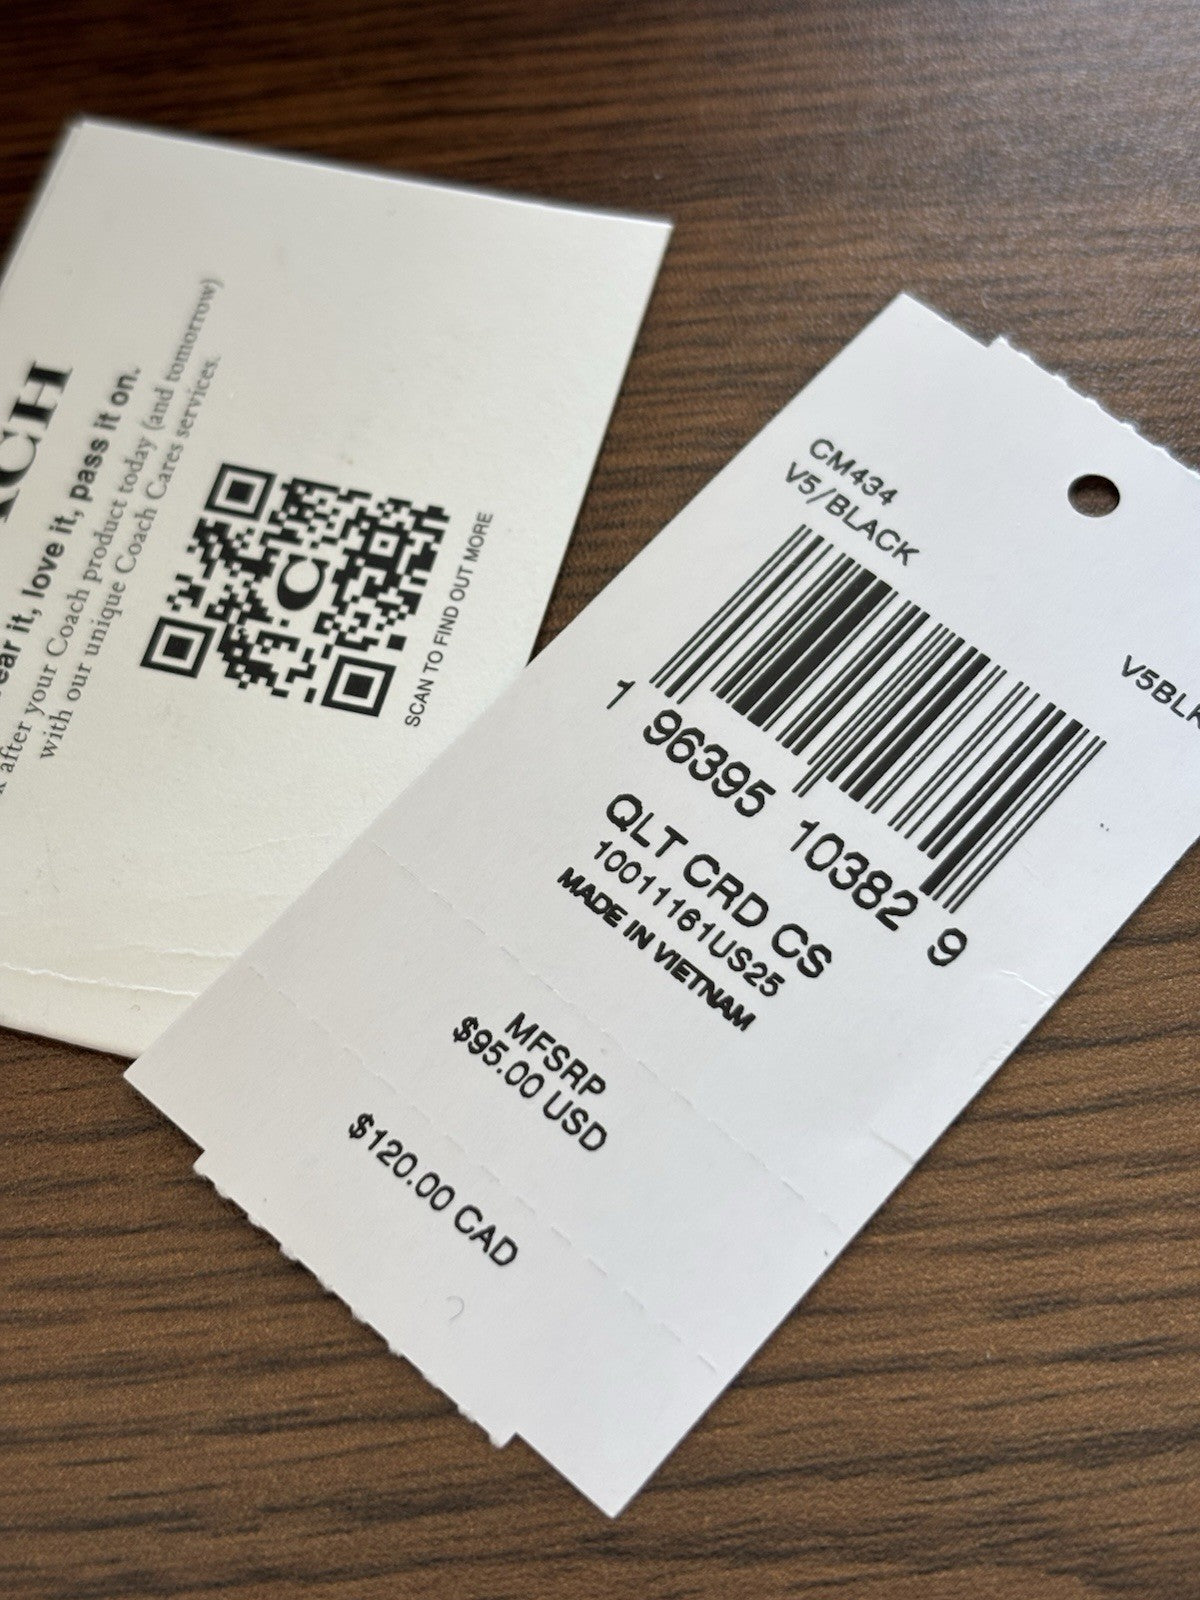 ear it, love it, pass it on.
after your Coach product today (and tomorrow)
with our unique Coach Cares services.
C
SCAN TO FIND OUT MORE
CM434
V5/BLACK
V5BLK
1 96395 10382 9
QLT CRD CS
10011161US25
MADE IN VIETNAM
MFSRP
$95.00 USD
$120.00 CAD